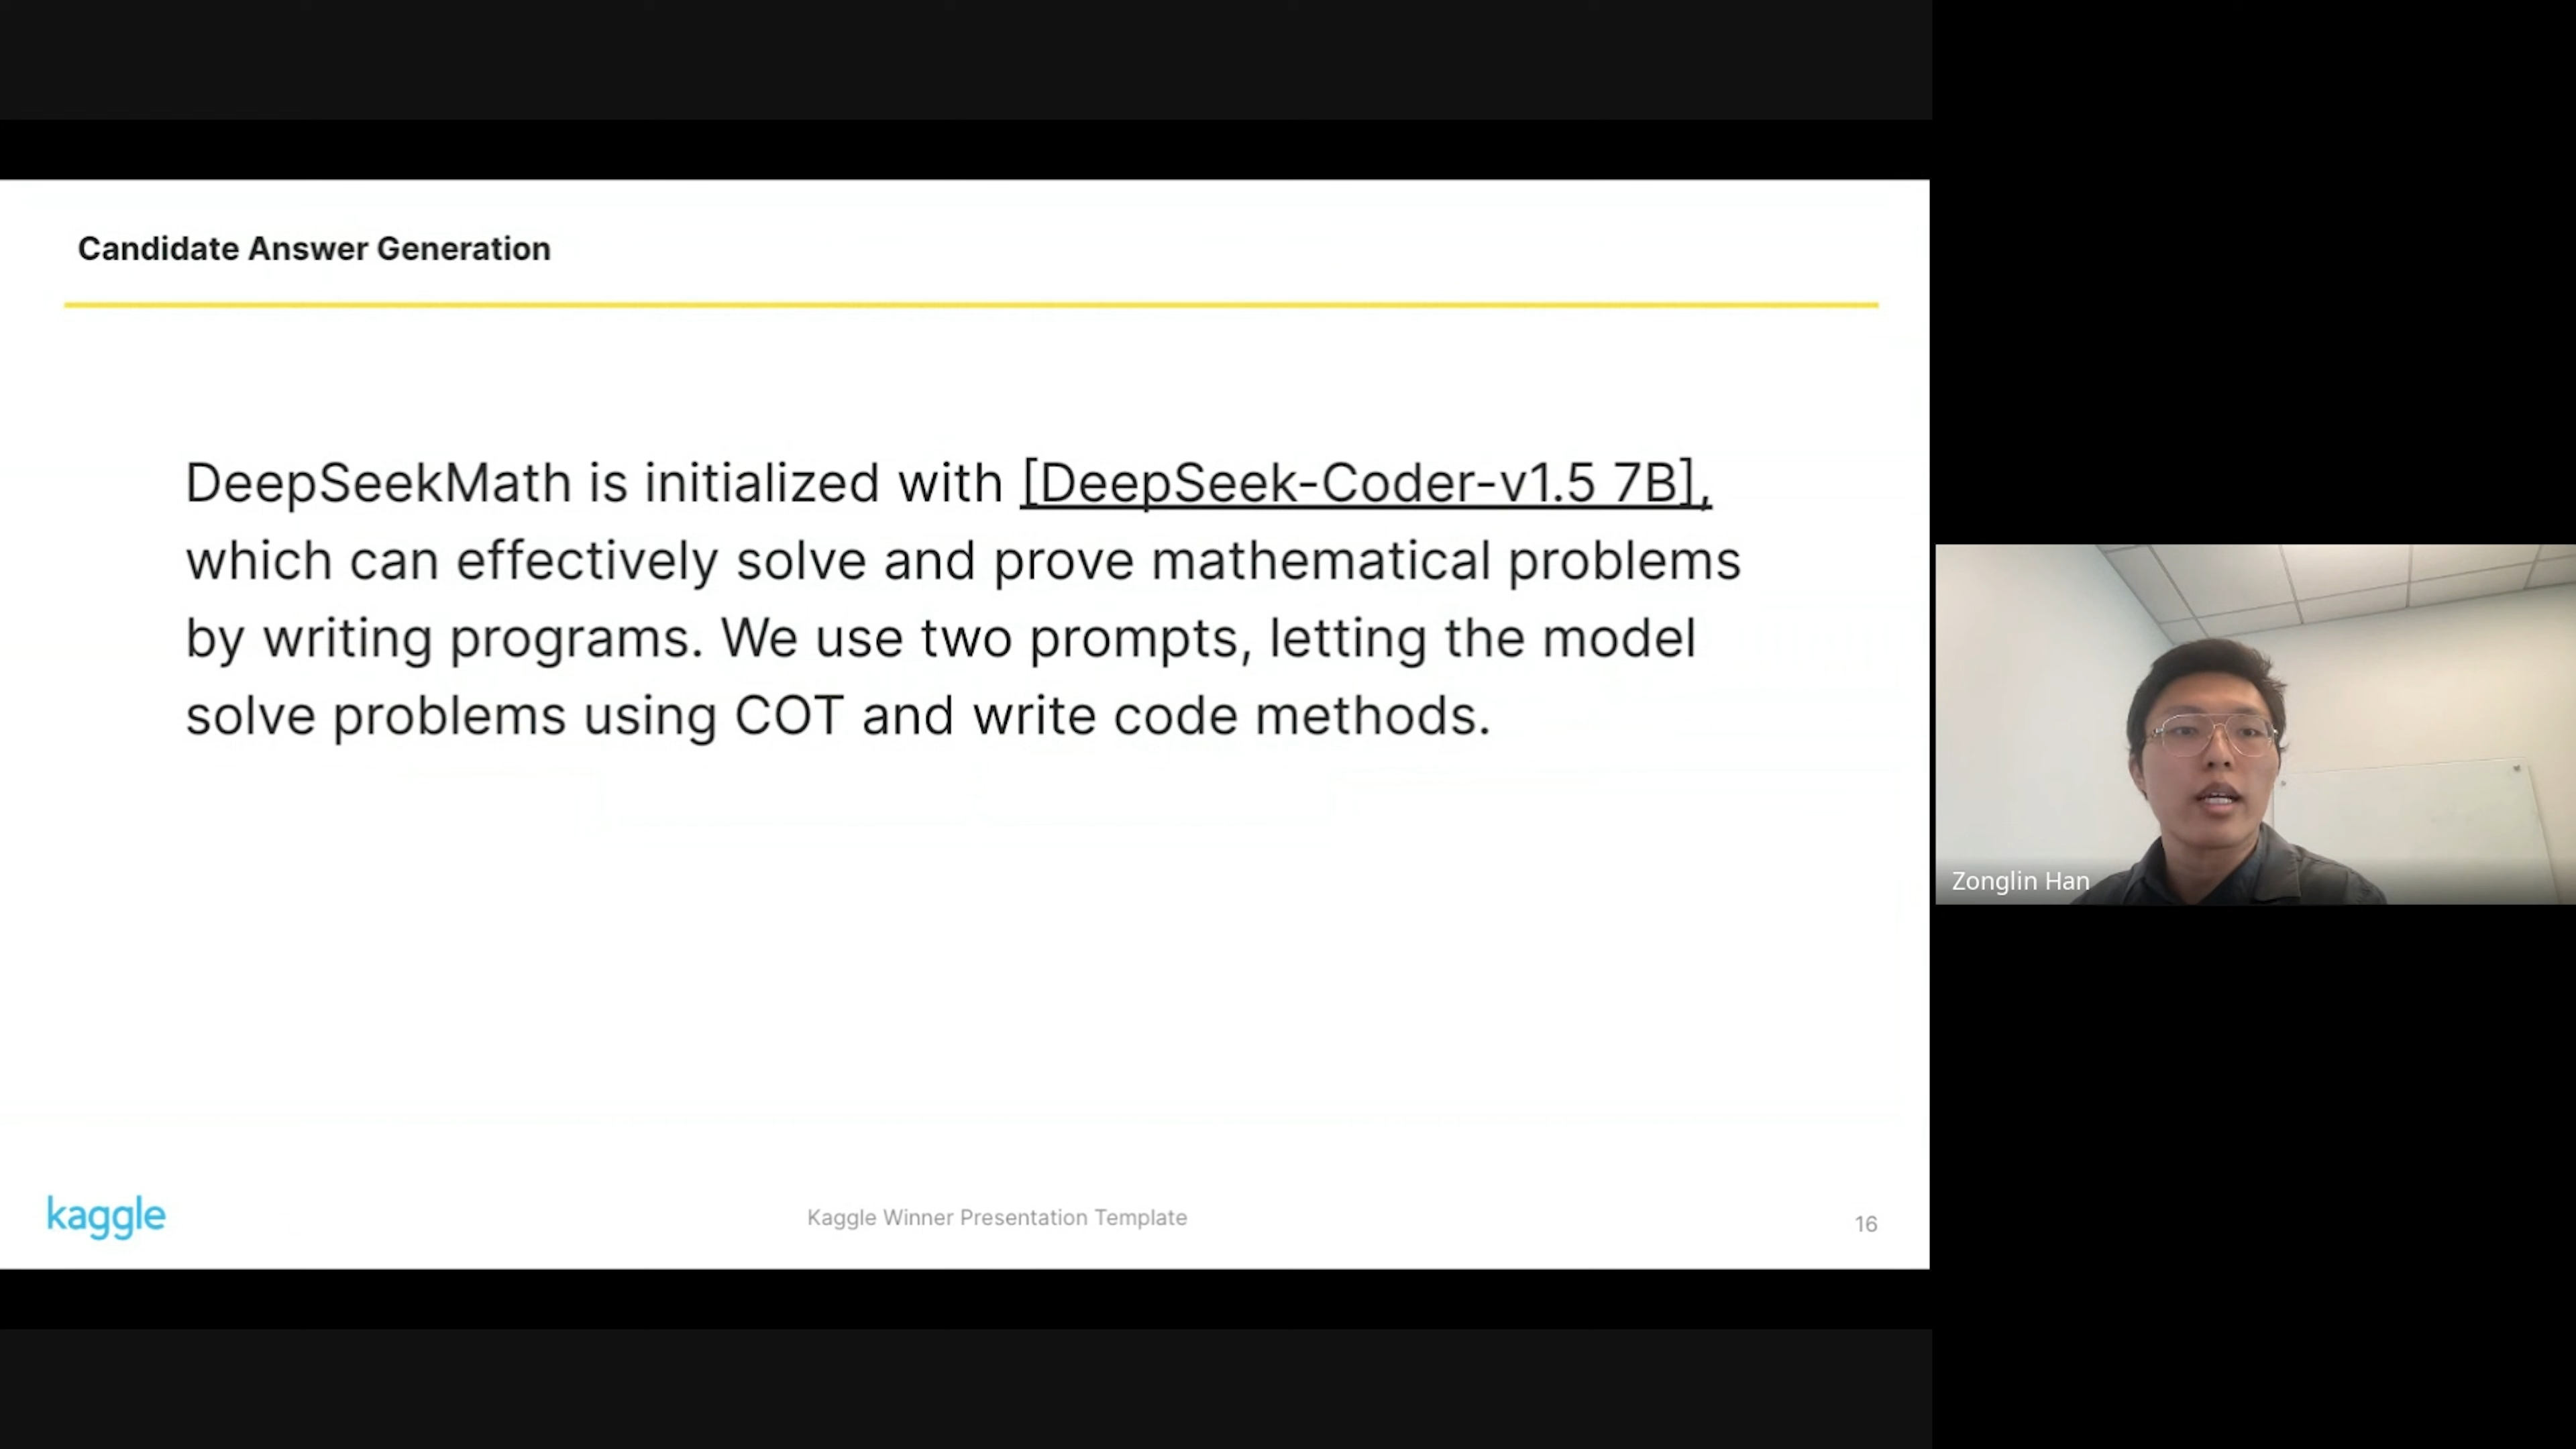 Candidate Answer Generation
DeepSeekMath is initialized with [DeepSeek-Coder-v1.5 7B],
which can effectively solve and prove mathematical problems
by writing programs. We use two prompts, letting the model
solve problems using COT and write code methods.
Zonglin Han
kaggle
Kaggle Winner Presentation Template
16